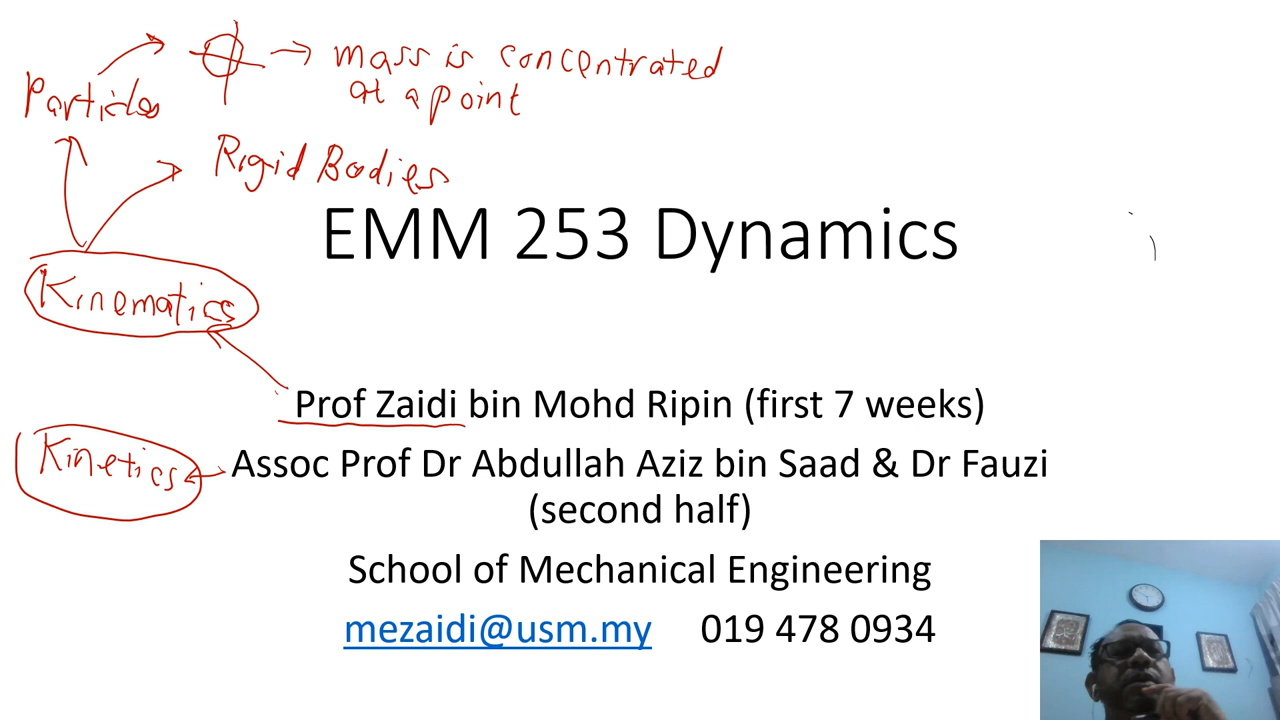 Particles
mass is concentrated
at a point
Rigid Bodies
EMM 253 Dynamics
Kinematics
Prof Zaidi bin Mohd Ripin (first 7 weeks)
Kinetics
Assoc Prof Dr Abdullah Aziz bin Saad & Dr Fauzi
(second half)
School of Mechanical Engineering
mezaidi@usm.my 019 478 0934